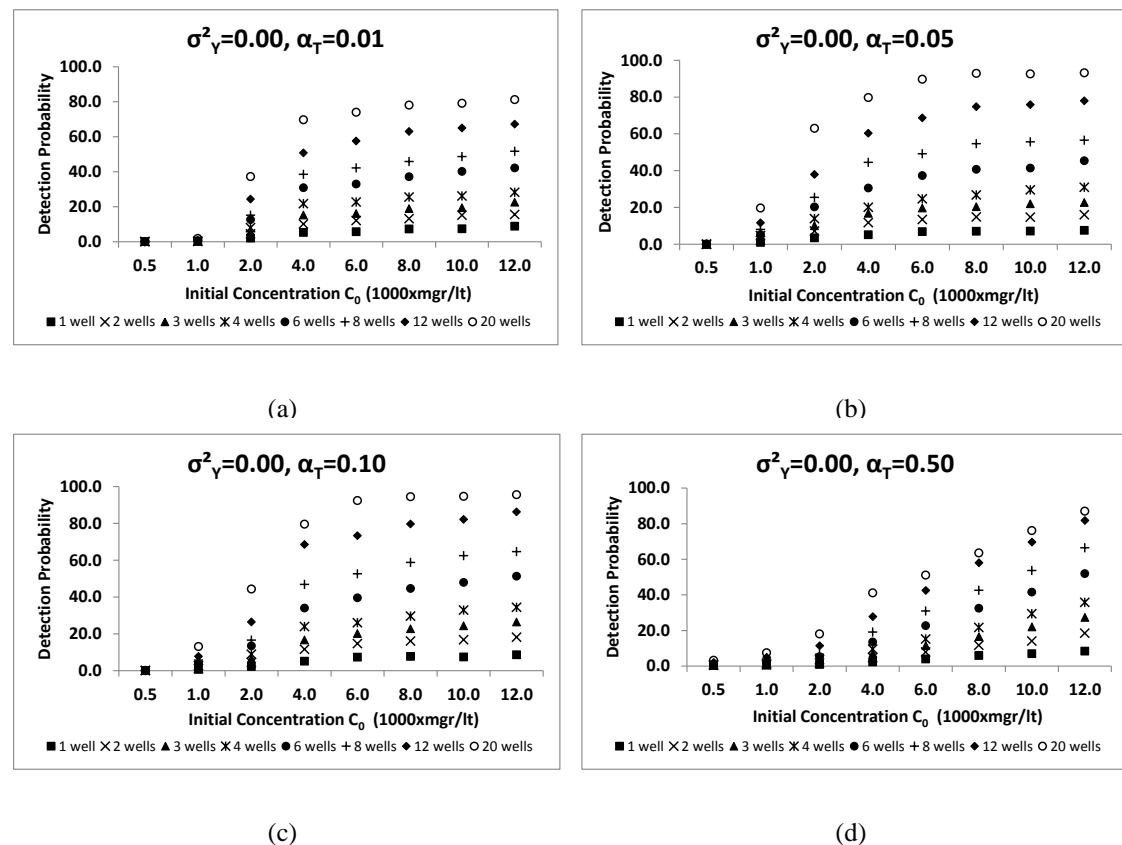 σ²Y=0.00, αT=0.01
Detection Probability
100.0
80.0
60.0
40.0
20.0
0.0
0.5 1.0 2.0 4.0 6.0 8.0 10.0 12.0
Initial Concentration C0 (1000xmgr/lt)
1 well 2 wells 3 wells 4 wells 6 wells 8 wells 12 wells 20 wells
(a)
σ²Y=0.00, αT=0.05
Detection Probability
100.0
80.0
60.0
40.0
20.0
0.0
0.5 1.0 2.0 4.0 6.0 8.0 10.0 12.0
Initial Concentration C0 (1000xmgr/lt)
1 well 2 wells 3 wells 4 wells 6 wells 8 wells 12 wells 20 wells
(b)
σ²Y=0.00, αT=0.10
Detection Probability
100.0
80.0
60.0
40.0
20.0
0.0
0.5 1.0 2.0 4.0 6.0 8.0 10.0 12.0
Initial Concentration C0 (1000xmgr/lt)
1 well 2 wells 3 wells 4 wells 6 wells 8 wells 12 wells 20 wells
(c)
σ²Y=0.00, αT=0.50
Detection Probability
100.0
80.0
60.0
40.0
20.0
0.0
0.5 1.0 2.0 4.0 6.0 8.0 10.0 12.0
Initial Concentration C0 (1000xmgr/lt)
1 well 2 wells 3 wells 4 wells 6 wells 8 wells 12 wells 20 wells
(d)